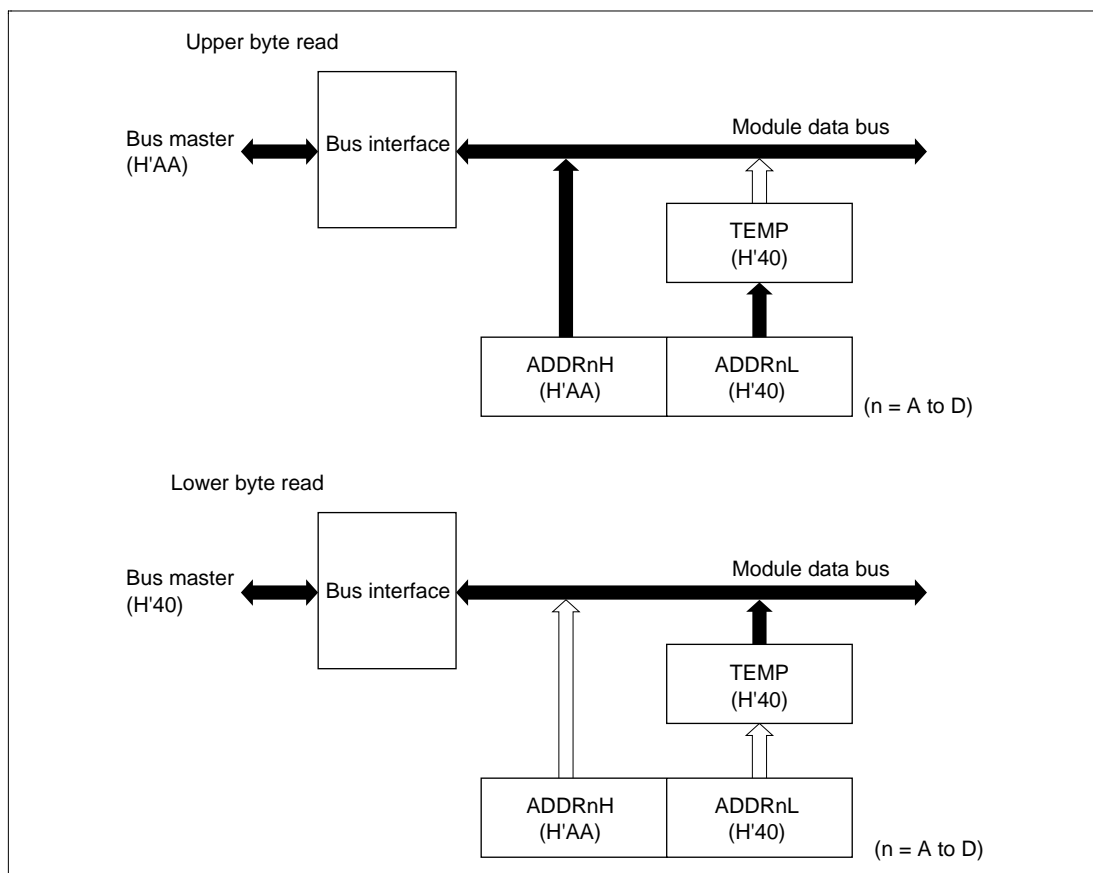 Upper byte read
Bus master
(H'AA)
Bus interface
Module data bus
TEMP
(H'40)
ADDRnH
(H'AA)
ADDRnL
(H'40)
(n = A to D)
Lower byte read
Bus master
(H'40)
Bus interface
Module data bus
TEMP
(H'40)
ADDRnH
(H'AA)
ADDRnL
(H'40)
(n = A to D)